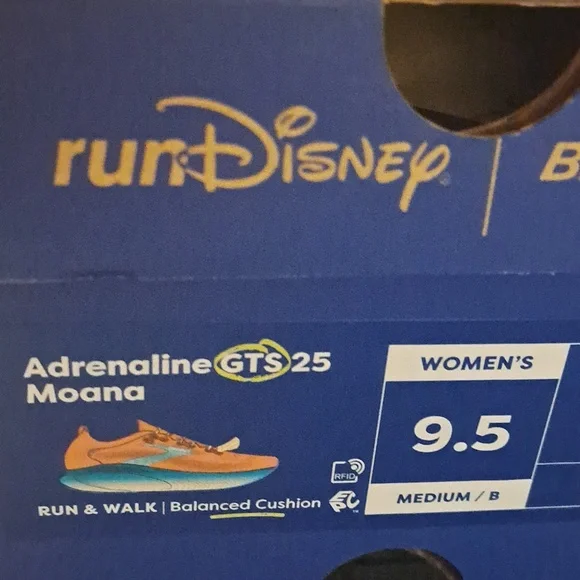 runDisney | B
Adrenaline GTS 25
Moana
WOMEN'S
9.5
MEDIUM / B
RFID
RUN & WALK | Balanced Cushion